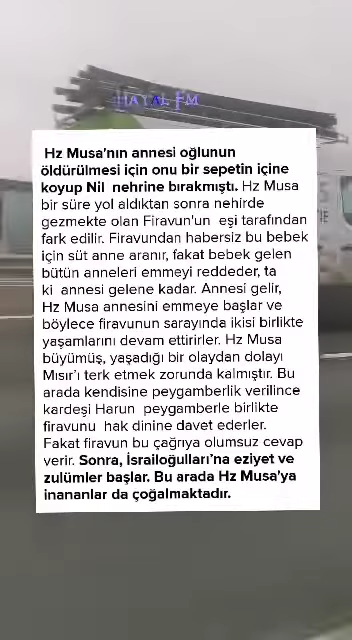 HAYAL FM
Hz Musa'nın annesi oğlunun
öldürülmesi için onu bir sepetin içine
koyup Nil nehrine bırakmıştı. Hz Musa
bir süre yol aldıktan sonra nehirde
gezmekte olan Firavun'un eşi tarafından
fark edilir. Firavundan habersiz bu bebek
için süt anne aranır, fakat bebek gelen
bütün anneleri emmeyi reddeder, ta
ki annesi gelene kadar. Annesi gelir,
Hz Musa annesini emmeye başlar ve
böylece firavunun sarayında ikisi birlikte
yaşamlarını devam ettirirler. Hz Musa
büyümüş, yaşadığı bir olaydan dolayı
Mısır'ı terk etmek zorunda kalmıştır. Bu
arada kendisine peygamberlik verilince
kardeşi Harun peygamberle birlikte
firavunu hak dinine davet ederler.
Fakat firavun bu çağrıya olumsuz cevap
verir. Sonra, İsrailoğulları'na eziyet ve
zulümler başlar. Bu arada Hz Musa'ya
inananlar da çoğalmaktadır.